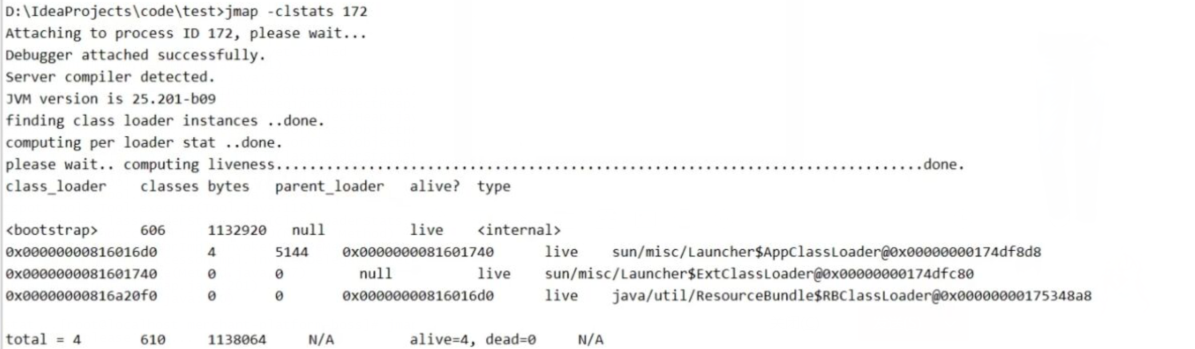 D:\IdeaProjects\code\test>jmap -clstats 172
Attaching to process ID 172, please wait...
Debugger attached successfully.
Server compiler detected.
JVM version is 25.201-b09
finding class loader instances ..done.
computing per loader stat ..done.
please wait.. computing liveness....................................................................................done.
class_loader classes bytes parent_loader alive? type
<bootstrap> 606 1132920 null live <internal>
0x00000000816016d0 4 5144 0x0000000081601740 live sun/misc/Launcher$AppClassLoader@0x00000000174df8d8
0x0000000081601740 0 0 null live sun/misc/Launcher$ExtClassLoader@0x00000000174dfc80
0x00000000816a20f0 0 0 0x00000000816016d0 live java/util/ResourceBundle$RBClassLoader@0x00000000175348a8
total = 4 610 1138064 N/A alive=4, dead=0 N/A